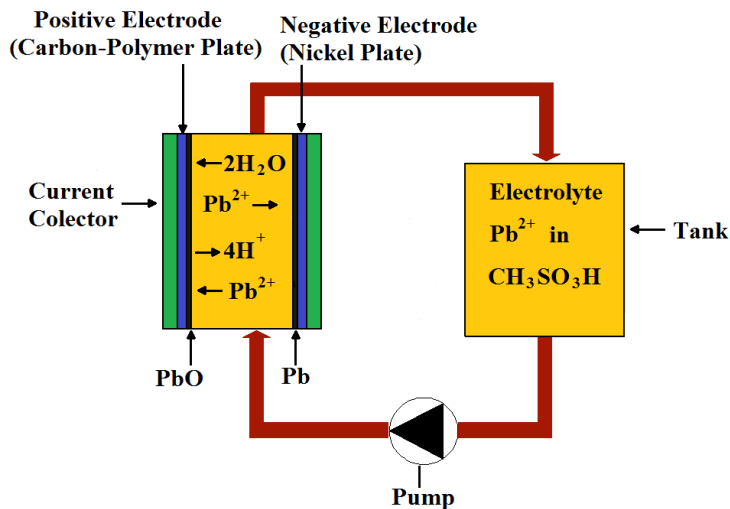 Positive Electrode
(Carbon-Polymer Plate)
Negative Electrode
(Nickel Plate)
Current
Colector
2H₂O
Pb²⁺
4H⁺
Pb²⁺
PbO
Pb
Electrolyte
Pb²⁺ in
CH₃SO₃H
Tank
Pump